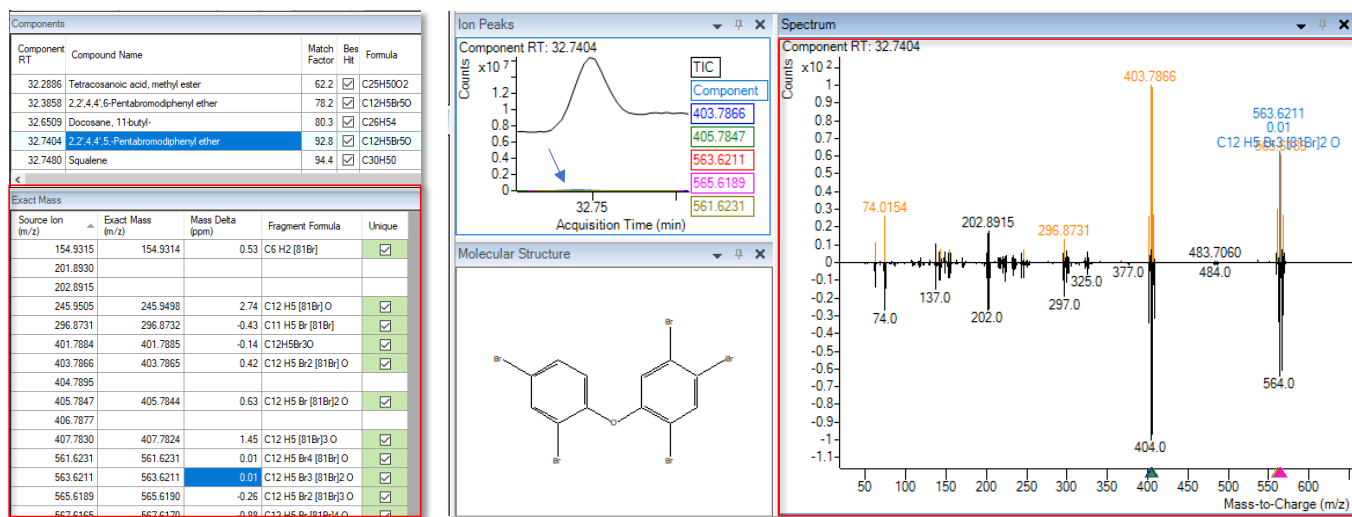 Components
Component RT Compound Name Match Factor Bes Hit Formula
32.2886 Tetracosanoic acid, methyl ester 62.2 C25H50O2
32.3858 2,2',4,4',6-Pentabromodiphenyl ether 78.2 C12H5Br5O
32.6509 Docosane, 11-butyl- 80.3 C26H54
32.7404 2,2',4,4',5,-Pentabromodiphenyl ether 92.8 C12H5Br5O
32.7480 Squalene 94.4 C30H50
Exact Mass
Source Ion (m/z) Exact Mass (m/z) Mass Delta (ppm) Fragment Formula Unique
154.9315 154.9314 0.53 C6 H2 [81Br]
201.8930
202.8915
245.9505 245.9498 2.74 C12 H5 [81Br] O
296.8731 296.8732 -0.43 C11 H5 Br [81Br]
401.7884 401.7885 -0.14 C12H5Br3O
403.7866 403.7865 0.42 C12 H5 Br2 [81Br] O
404.7895
405.7847 405.7844 0.63 C12 H5 Br [81Br]2 O
406.7877
407.7830 407.7824 1.45 C12 H5 [81Br]3 O
561.6231 561.6231 0.01 C12 H5 Br4 [81Br] O
563.6211 563.6211 0.01 C12 H5 Br3 [81Br]2 O
565.6189 565.6190 -0.26 C12 H5 Br2 [81Br]3 O
567.6165 567.6170 -0.88 C12 H5 Br [81Br]4 O
Ion Peaks
Component RT: 32.7404
Counts
x10 7
1.2
1
0.8
0.6
0.4
0.2
0
32.75
Acquisition Time (min)
TIC
Component
403.7866
405.7847
563.6211
565.6189
561.6231
Molecular Structure
Br
Br
Br
Br
Br
O
Spectrum
Component RT: 32.7404
Counts
x10 2
0.9
0.8
0.7
0.6
0.5
0.4
0.3
0.2
0.1
0
-0.1
-0.2
-0.3
-0.4
-0.5
-0.6
-0.7
-0.8
-0.9
-1
-1.1
403.7866
563.6211
0.01
C12 H5 Br3 [81Br]2 O
74.0154
202.8915
296.8731
483.7060
377.0
484.0
325.0
137.0
297.0
74.0
202.0
564.0
404.0
50 100 150 200 250 300 350 400 450 500 550 600
Mass-to-Charge (m/z)